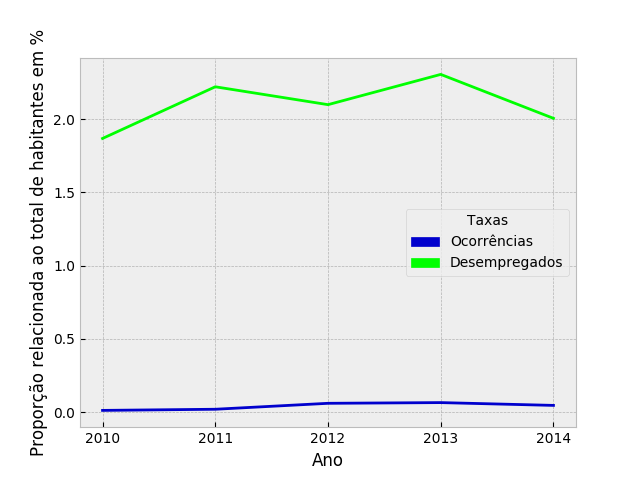 Proporção relacionada ao total de habitantes em %
2.0
1.5
1.0
0.5
0.0
Taxas
Ocorrências
Desempregados
2010 2011 2012 2013 2014
Ano